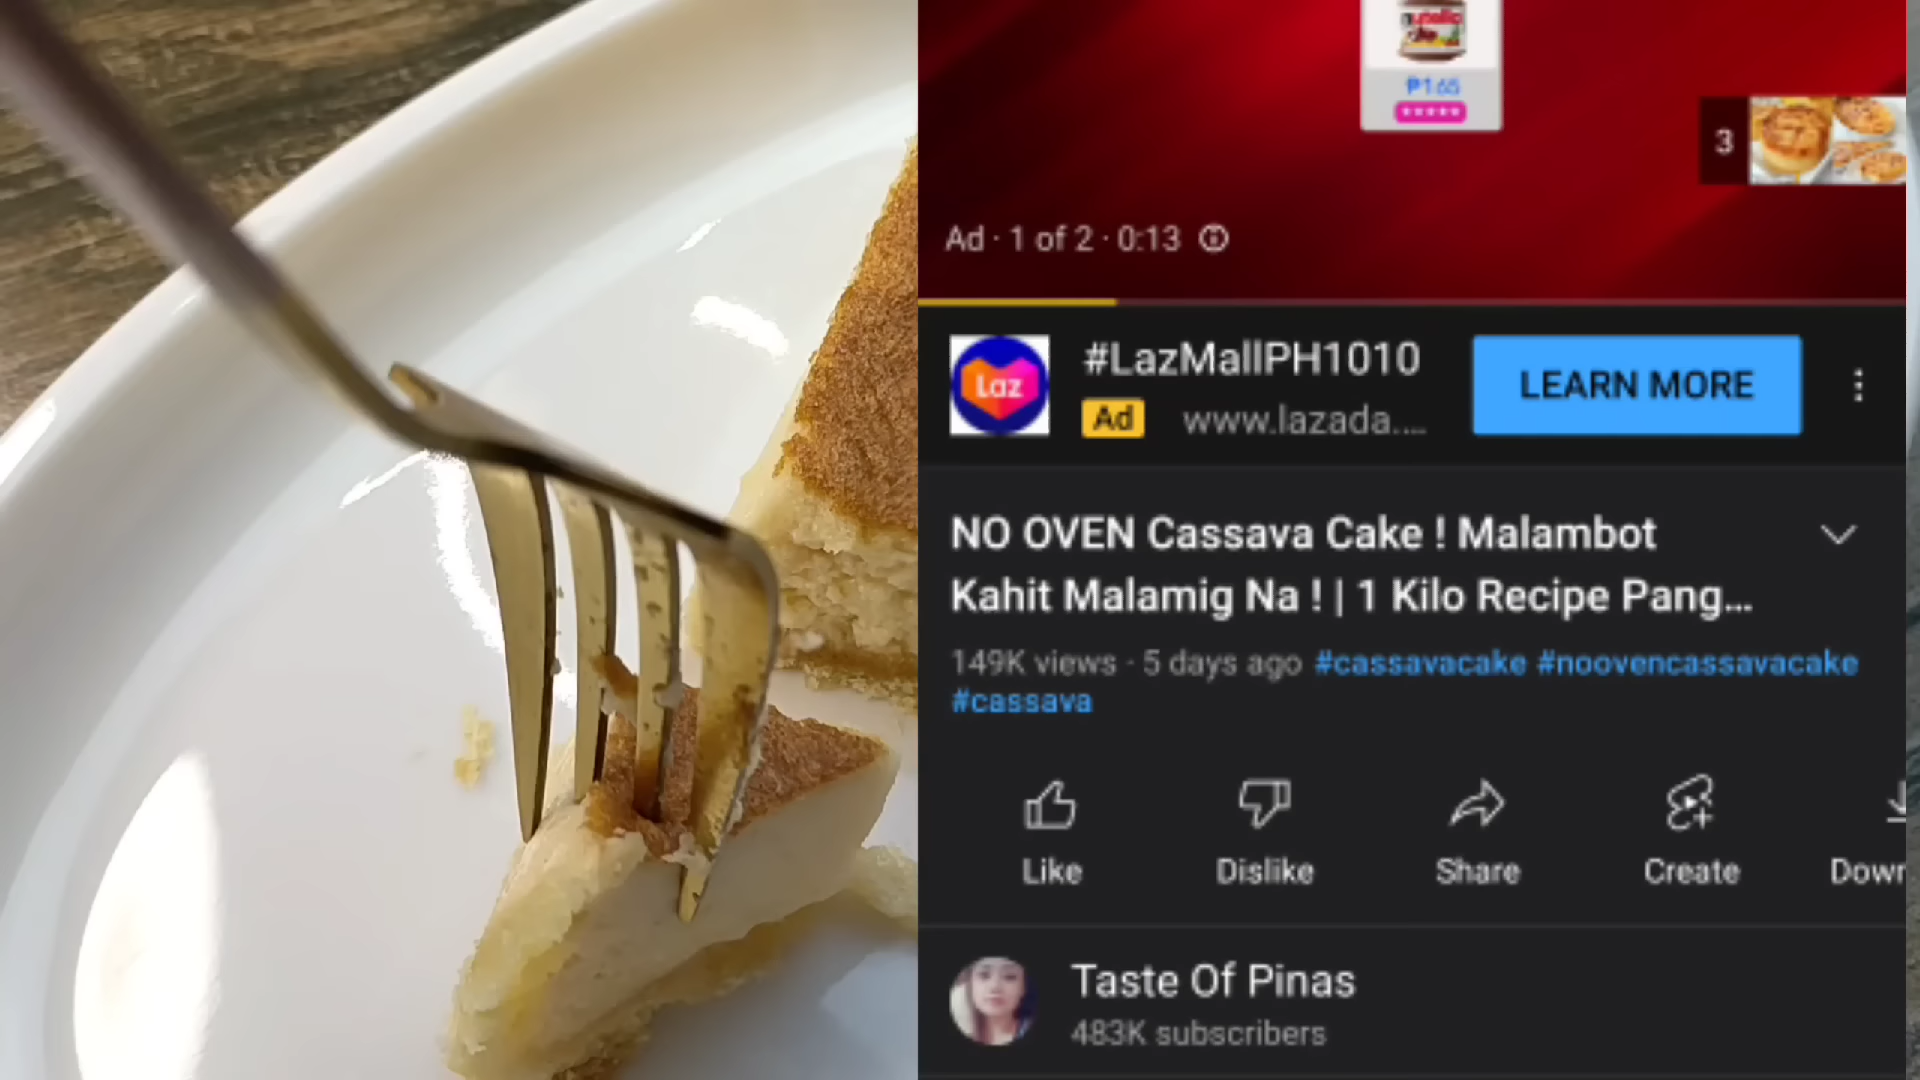 nutella
₱165
3
Ad · 1 of 2 · 0:13
Laz
#LazMallPH1010
LEARN MORE
Ad
www.lazada....
NO OVEN Cassava Cake ! Malambot
Kahit Malamig Na ! | 1 Kilo Recipe Pang...
149K views · 5 days ago #cassavacake #noovencassavacake
#cassava
Like
Dislike
Share
Create
Down
Taste Of Pinas
483K subscribers